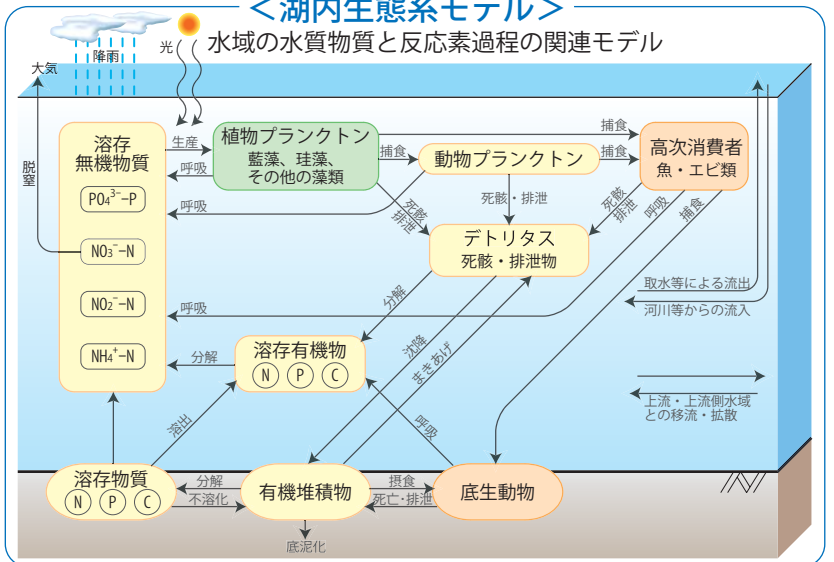 <湖内生態系モデル>
水域の水質物質と反応素過程の関連モデル
降雨
光
大気
脱窒
溶存
無機物質
PO₄³⁻−P
NO₃⁻−N
NO₂⁻−N
NH₄⁺−N
生産
呼吸
植物プランクトン
藍藻、珪藻、
その他の藻類
捕食
捕食
動物プランクトン
捕食
高次消費者
魚・エビ類
呼吸
死骸
排泄
死骸・排泄
死骸
排泄
呼吸
捕食
デトリタス
死骸・排泄物
取水等による流出
河川等からの流入
呼吸
分解
沈降
まきあげ
分解
溶存有機物
N P C
上流・上流側水域
との移流・拡散
溶出
呼吸
溶存物質
N P C
分解
不溶化
有機堆積物
摂食
死亡・排泄
底生動物
底泥化